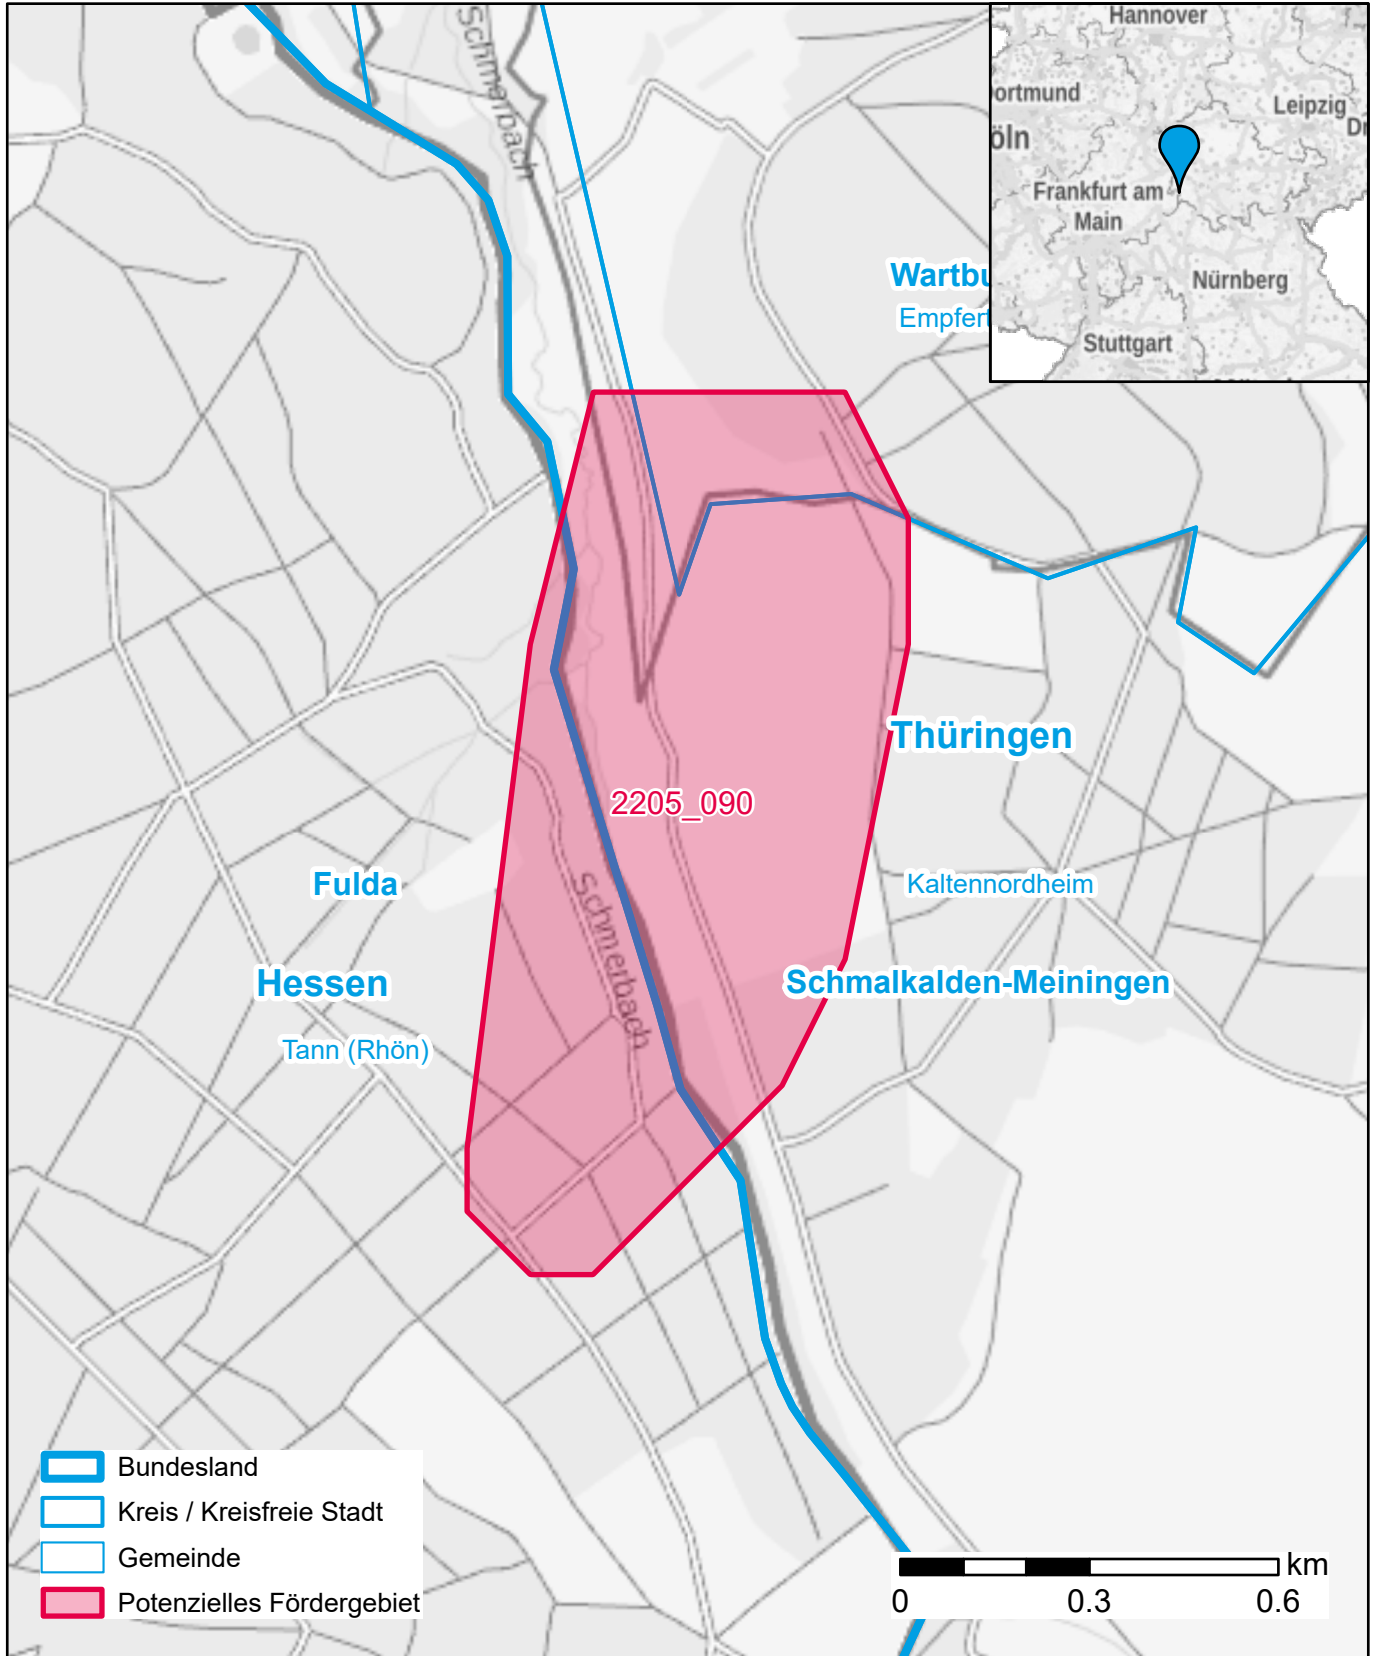 Schmerbach
Hannover
ortmund
Leipzig
öln
Frankfurt am
Main
Nürnberg
Stuttgart
Wartbu
Empfert
Thüringen
2205_090
Fulda
Kaltennordheim
Schmerbach
Hessen
Schmalkalden-Meiningen
Tann (Rhön)
Bundesland
Kreis / Kreisfreie Stadt
Gemeinde
Potenzielles Fördergebiet
km
0 0.3 0.6